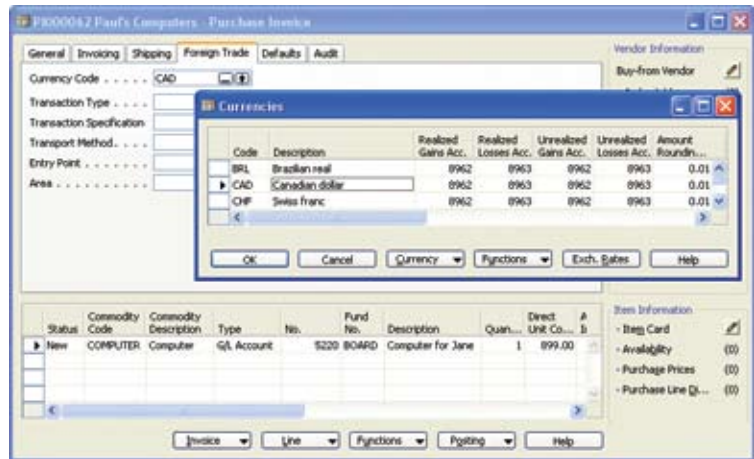 PI000062 Paul's Computers - Purchase Invoice
General Invoicing Shipping Foreign Trade Defaults Audit
Currency Code . . . . . CAD
Transaction Type . . . .
Transaction Specification
Transport Method. . . .
Entry Point . . . . . . . .
Area . . . . . . . . . .
Vendor Information
Buy-from Vendor
Currencies
Code Description Realized Gains Acc. Realized Losses Acc. Unrealized Gains Acc. Unrealized Losses Acc. Amount Roundin...
BRL Brazilian real 8962 8963 8962 8963 0.01
CAD Canadian dollar 8962 8963 8962 8963 0.01
CHF Swiss franc 8962 8963 8962 8963 0.01
OK Cancel Currency Functions Exch. Rates Help
Status Commodity Code Commodity Description Type No. Fund No. Description Quan... Direct Unit Co...
New COMPUTER Computer G/L Account 5220 BOARD Computer for Jane 1 899.00
Item Information
- Item Card
- Availability (0)
- Purchase Prices (0)
- Purchase Line Di... (0)
Invoice Line Functions Posting Help